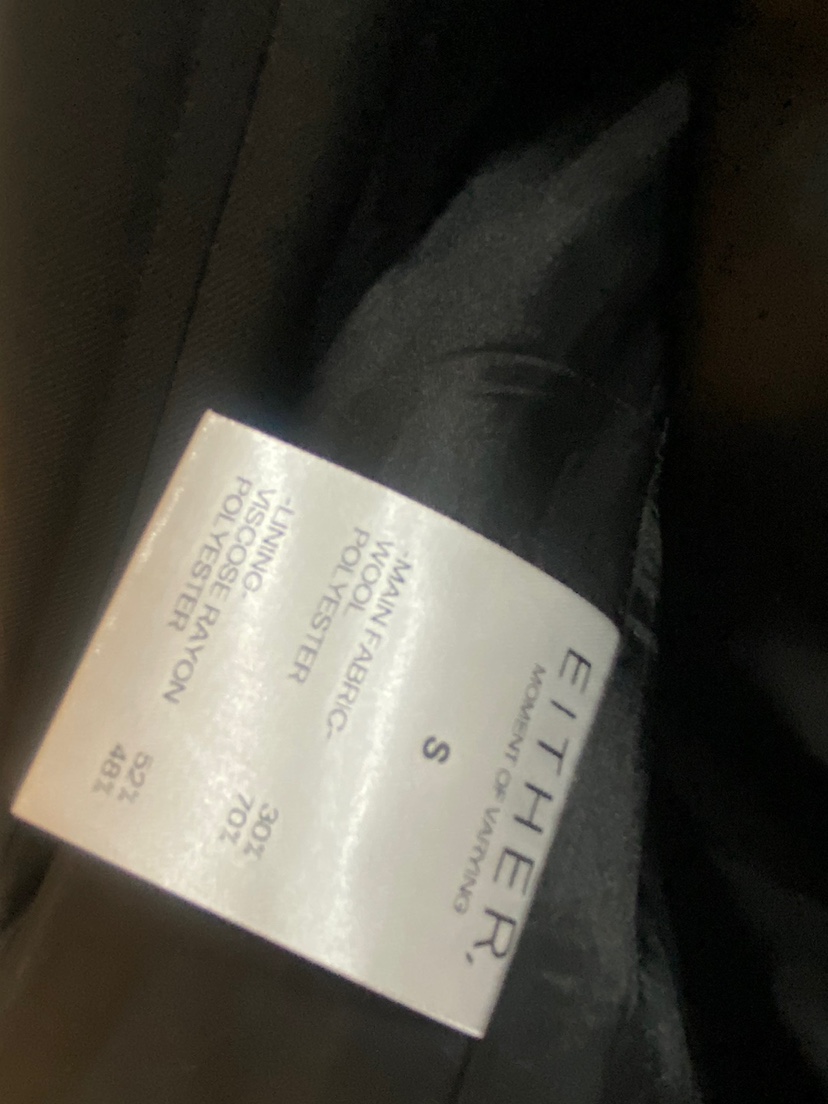 EITHER,
MOMENT OF VARYING
S
-MAIN FABRIC-
WOOL 30%
POLYESTER 70%
-LINING-
VISCOSE RAYON 52%
POLYESTER 48%